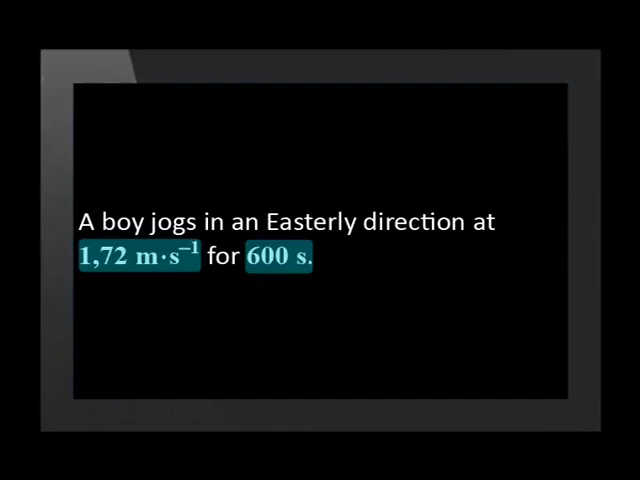 A boy jogs in an Easterly direction at
1,72 m·s⁻¹ for 600 s.